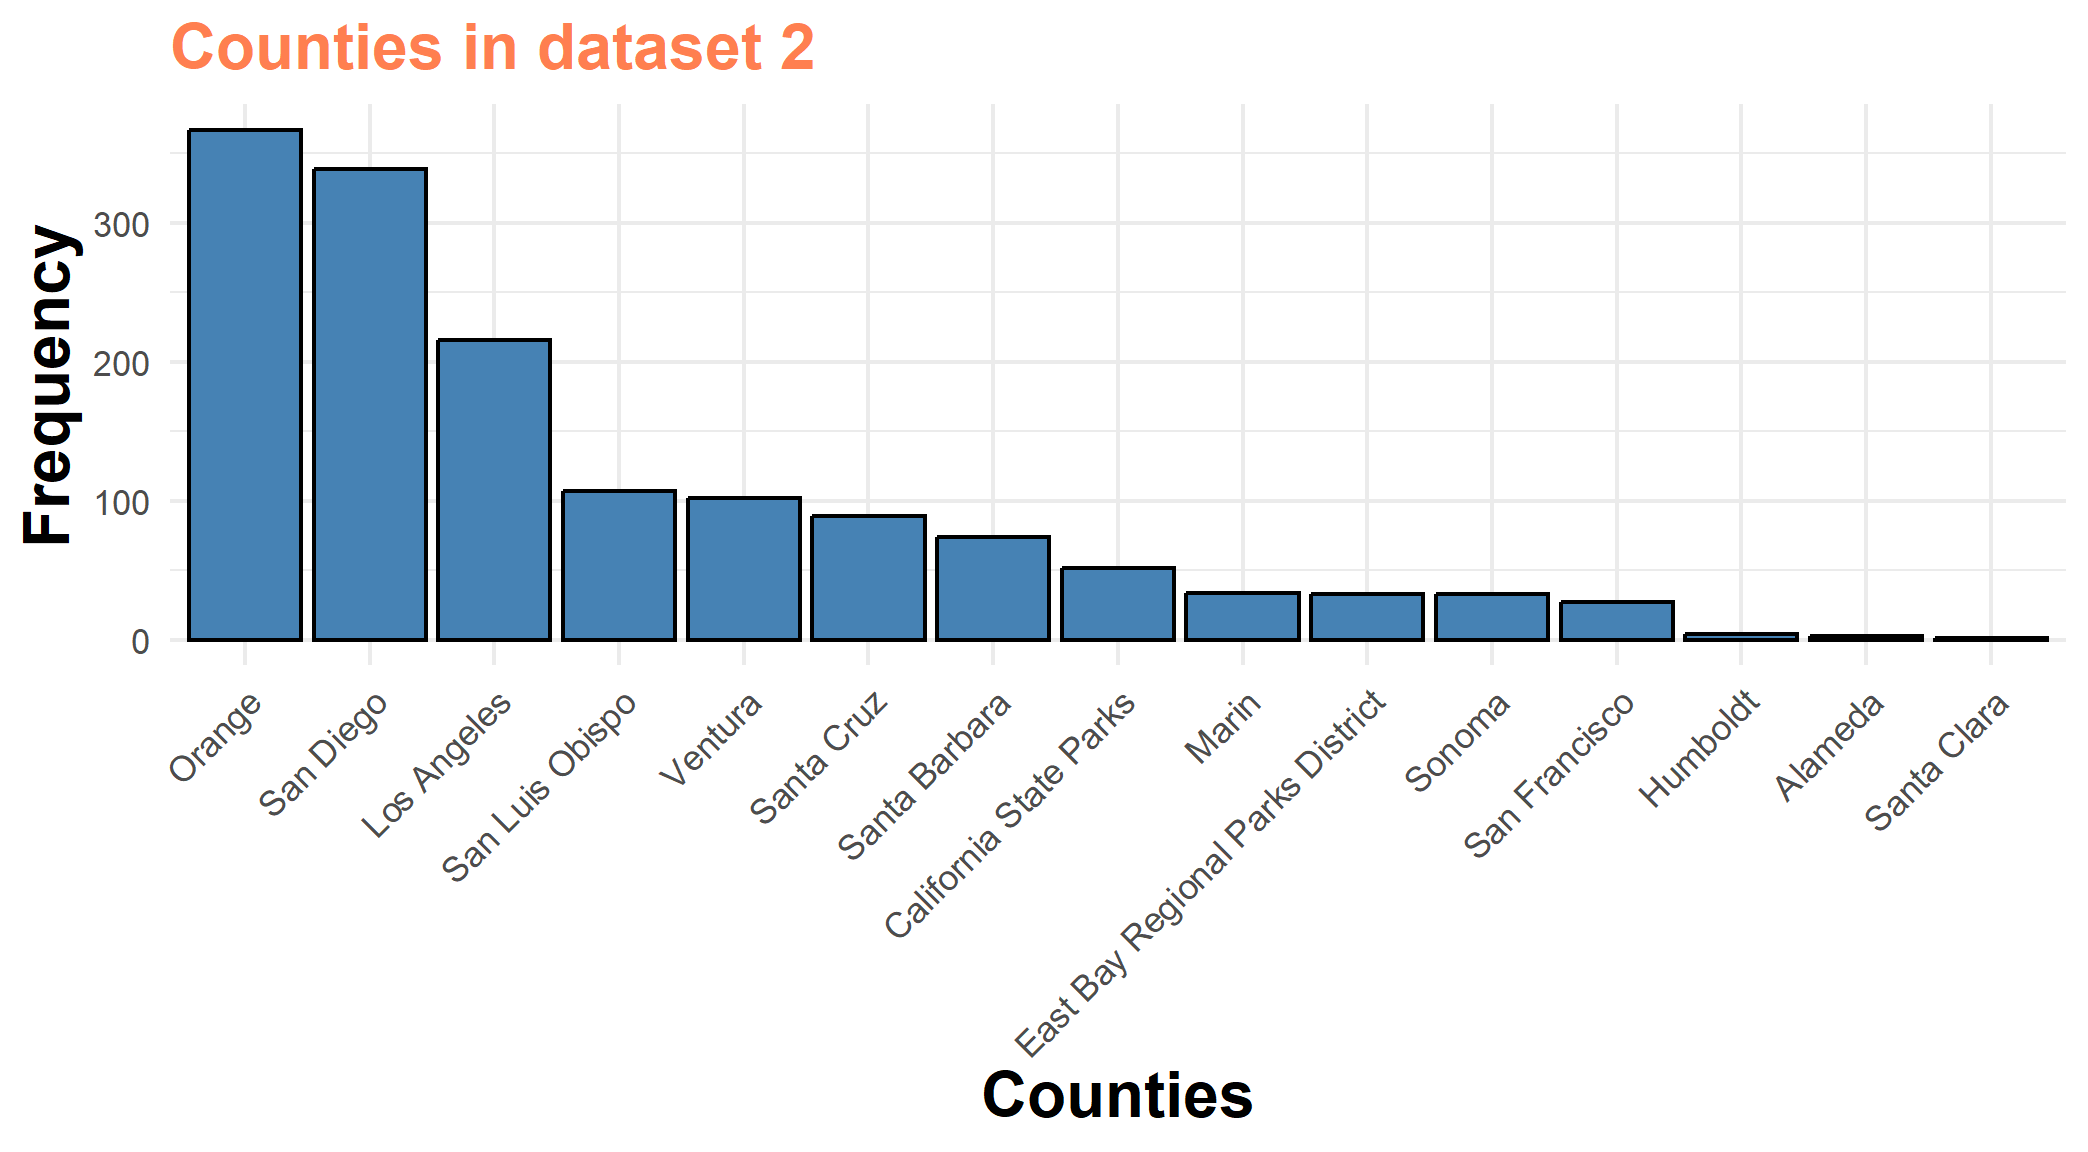 Counties in dataset 2
Frequency
300
200
100
0
Orange
San Diego
Los Angeles
San Luis Obispo
Ventura
Santa Cruz
Santa Barbara
California State Parks
Marin
East Bay Regional Parks District
Sonoma
San Francisco
Humboldt
Alameda
Santa Clara
Counties